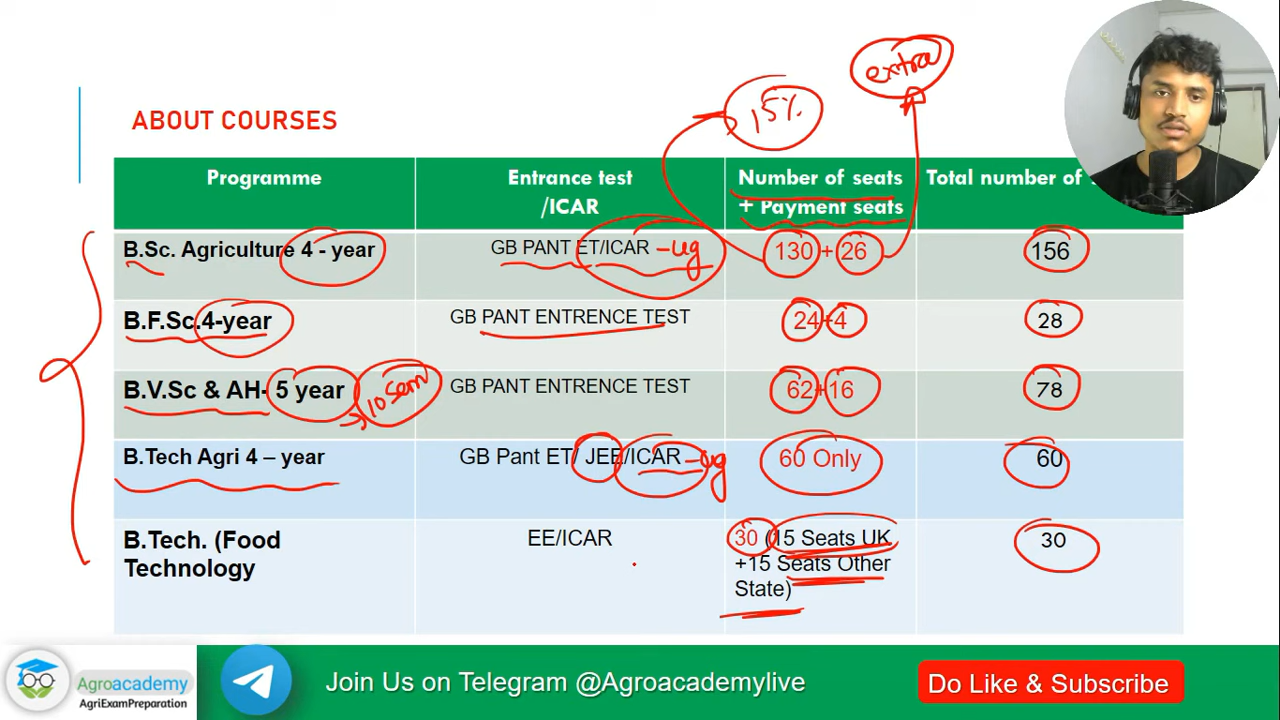 extra
15%
ABOUT COURSES
Programme
Entrance test
/ICAR
Number of seats
+ Payment seats
Total number of
B.Sc. Agriculture 4 - year
GB PANT ET/ICAR -ug
130 + 26
156
B.F.Sc.4-year
GB PANT ENTRENCE TEST
24+4
28
B.V.Sc & AH- 5 year
10 sem
GB PANT ENTRENCE TEST
62+16
78
B.Tech Agri 4 – year
GB Pant ET/ JEE/ICAR -ug
60 Only
60
B.Tech. (Food
Technology
EE/ICAR
30 (15 Seats UK
+15 Seats Other
State)
30
Agroacademy
AgriExamPreparation
Join Us on Telegram @Agroacademylive
Do Like & Subscribe